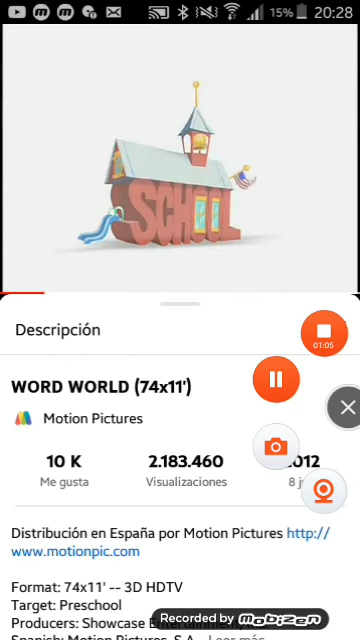 15% 20:28
SCHOOL
Descripción
01:05
WORD WORLD (74x11')
Motion Pictures
10 K 2.183.460 2012
Me gusta Visualizaciones 8 j
Distribución en España por Motion Pictures http://
www.motionpic.com
Format: 74x11' -- 3D HDTV
Target: Preschool
Producers: Showcase
Recorded by Mobizen
Spanish: Motion Pictures, S.A. Leer más